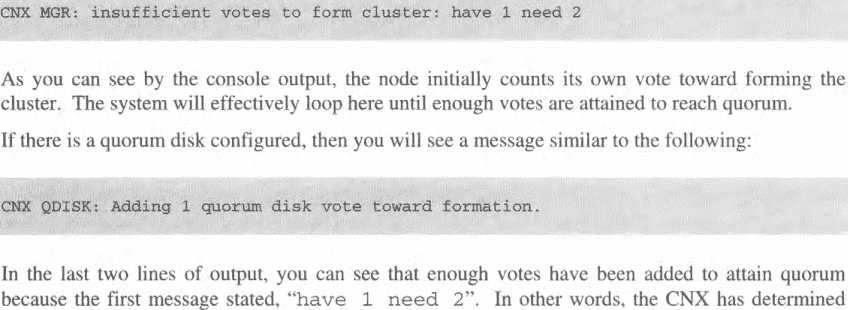 CNX MGR: insufficient votes to form cluster: have 1 need 2
As you can see by the console output, the node initially counts its own vote toward forming the
cluster. The system will effectively loop here until enough votes are attained to reach quorum.
If there is a quorum disk configured, then you will see a message similar to the following:
CNX QDISK: Adding 1 quorum disk vote toward formation.
In the last two lines of output, you can see that enough votes have been added to attain quorum
because the first message stated, “have 1 need 2”. In other words, the CNX has determined